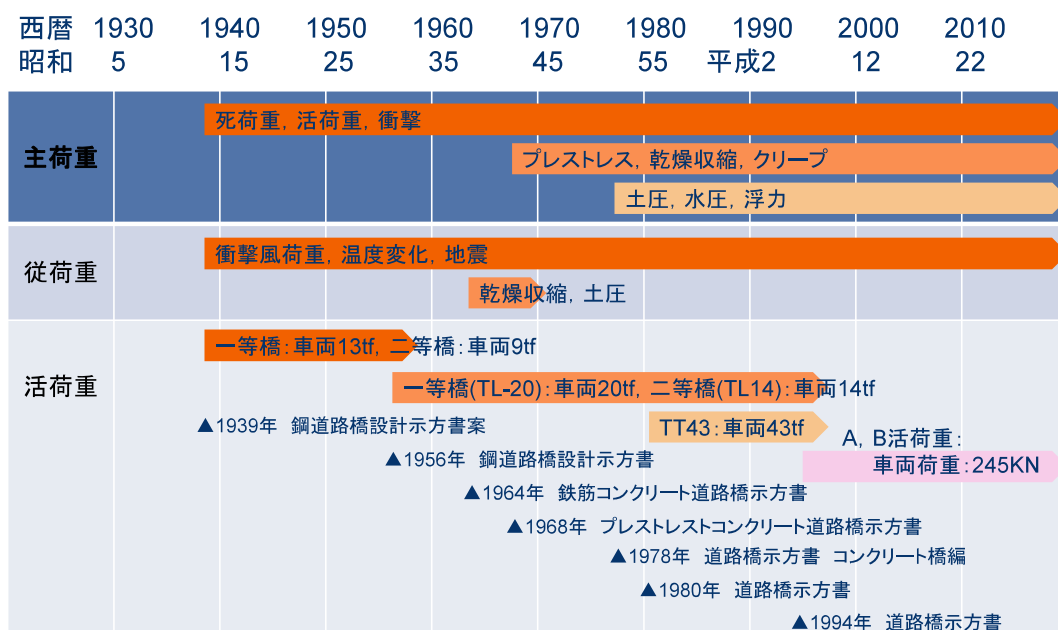 西暦 1930 1940 1950 1960 1970 1980 1990 2000 2010
昭和 5 15 25 35 45 55 平成2 12 22
主荷重
死荷重, 活荷重, 衝撃
プレストレス, 乾燥収縮, クリープ
土圧, 水圧, 浮力
従荷重
衝撃風荷重, 温度変化, 地震
乾燥収縮, 土圧
活荷重
一等橋:車両13tf, 二等橋:車両9tf
一等橋(TL-20):車両20tf, 二等橋(TL14):車両14tf
TT43:車両43tf
A, B活荷重:
車両荷重:245KN
▲1939年 鋼道路橋設計示方書案
▲1956年 鋼道路橋設計示方書
▲1964年 鉄筋コンクリート道路橋示方書
▲1968年 プレストレストコンクリート道路橋示方書
▲1978年 道路橋示方書 コンクリート橋編
▲1980年 道路橋示方書
▲1994年 道路橋示方書